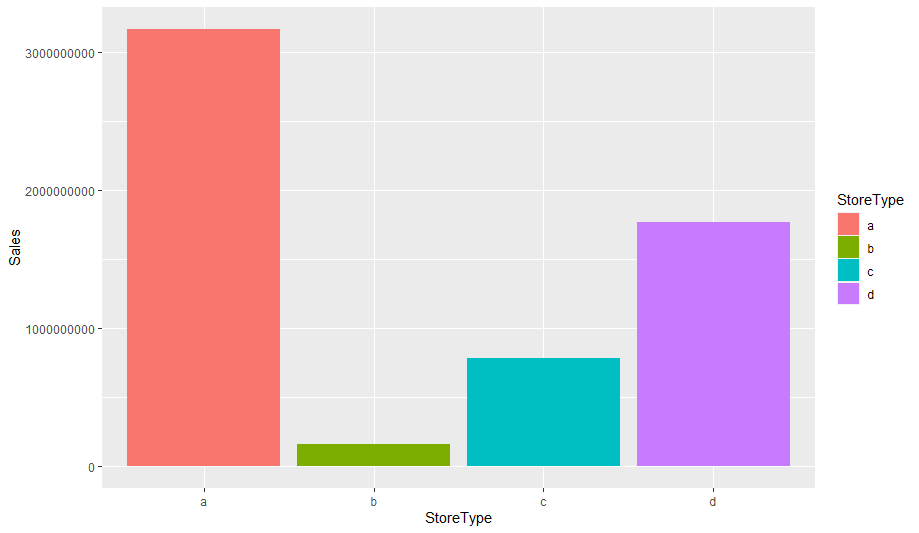 3000000000
2000000000
1000000000
0
Sales
a
b
c
d
StoreType
StoreType
a
b
c
d